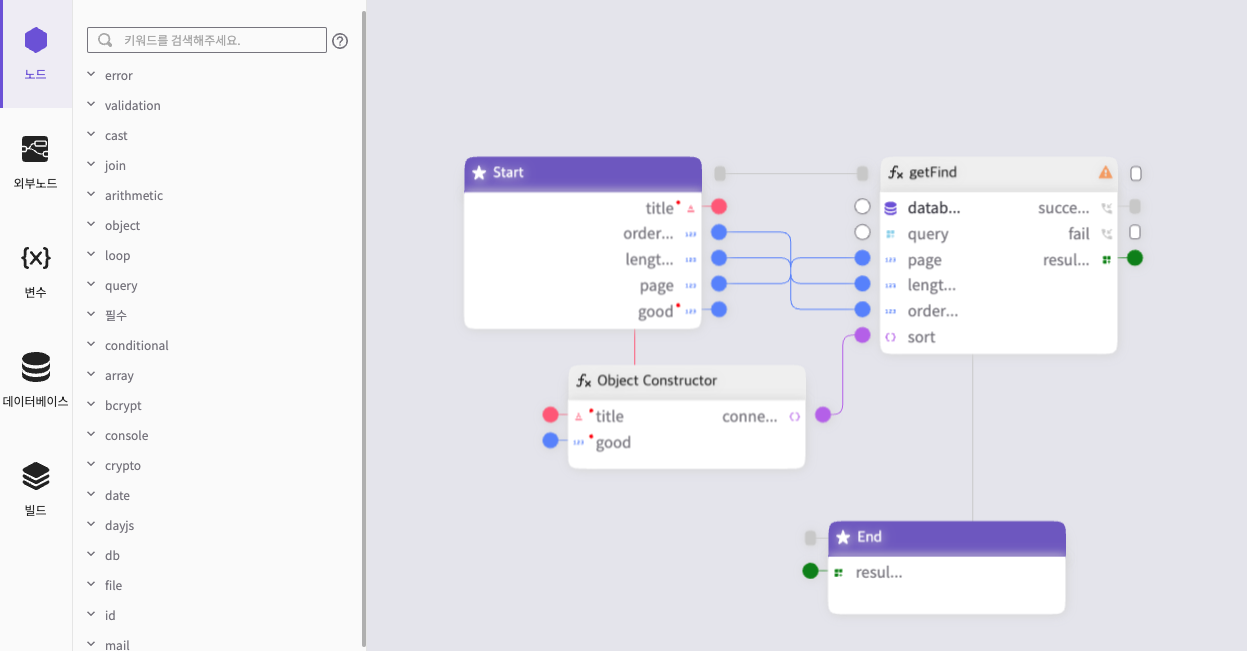 노드
외부노드
변수
데이터베이스
빌드
키워드를 검색해주세요.
error
validation
cast
join
arithmetic
object
loop
query
필수
conditional
array
bcrypt
console
crypto
date
dayjs
db
file
id
mail
Start
title
order...
lengt...
page
good
getFind
datab...
succe...
query
fail
page
resul...
lengt...
order...
sort
Object Constructor
title
conne...
good
End
resul...